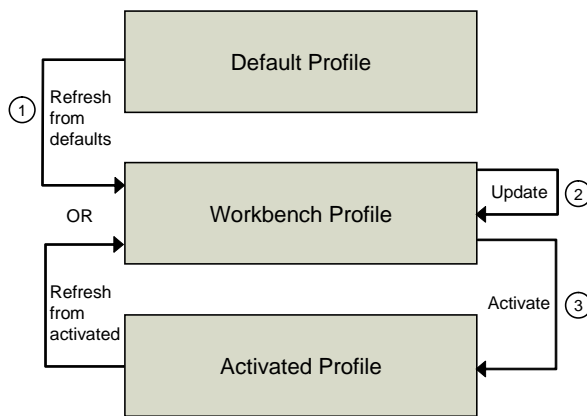 Default Profile
1
Refresh
from
defaults
Workbench Profile
Update
2
OR
Refresh
from
activated
Activate
3
Activated Profile